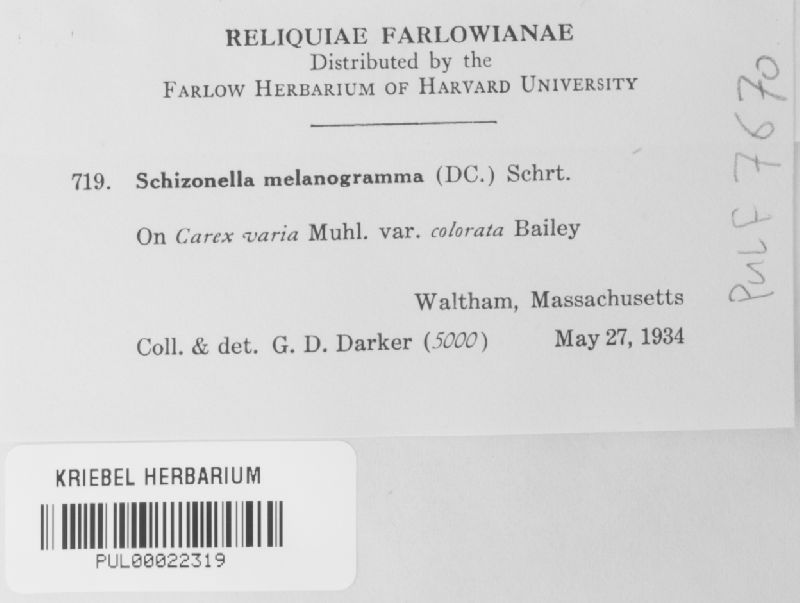 RELIQUIAE FARLOWIANAE
Distributed by the
FARLOW HERBARIUM OF HARVARD UNIVERSITY
719. Schizonella melanogramma (DC.) Schrt.
On Carex varia Muhl. var. colorata Bailey
Waltham, Massachusetts
Coll. & det. G. D. Darker (5000) May 27, 1934
PUL F 7670
KRIEBEL HERBARIUM
PUL00022319